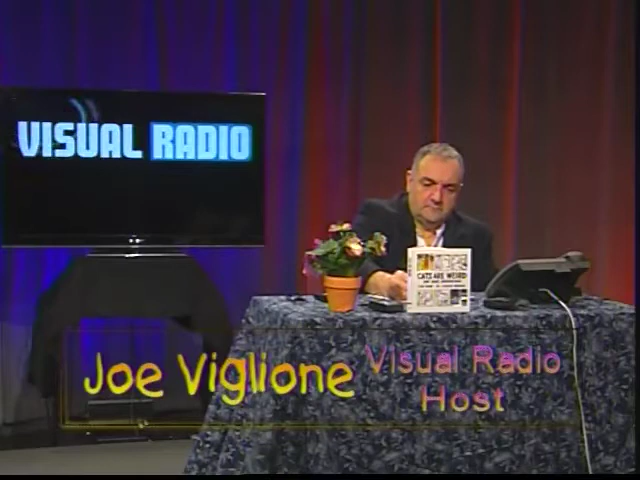 VISUAL RADIO
CATS ARE WEIRD
Joe Viglione
Visual Radio
Host